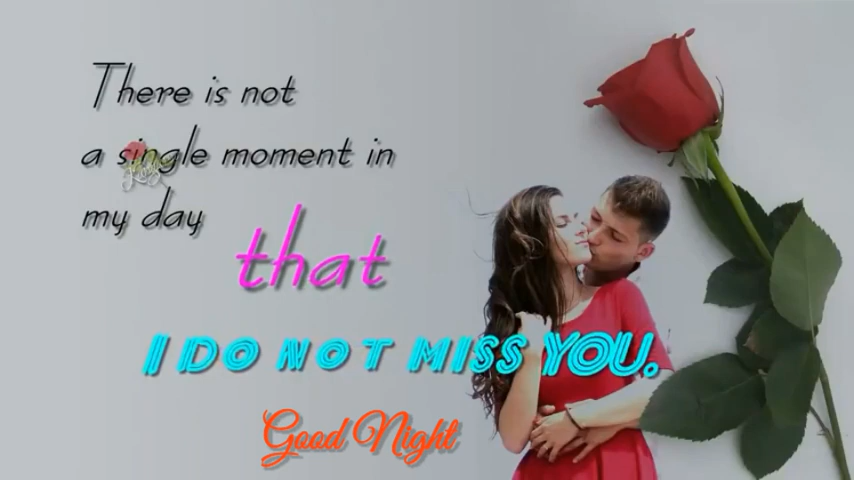 There is not
a single moment in
my day
that
I DO NOT MISS YOU.
Good Night